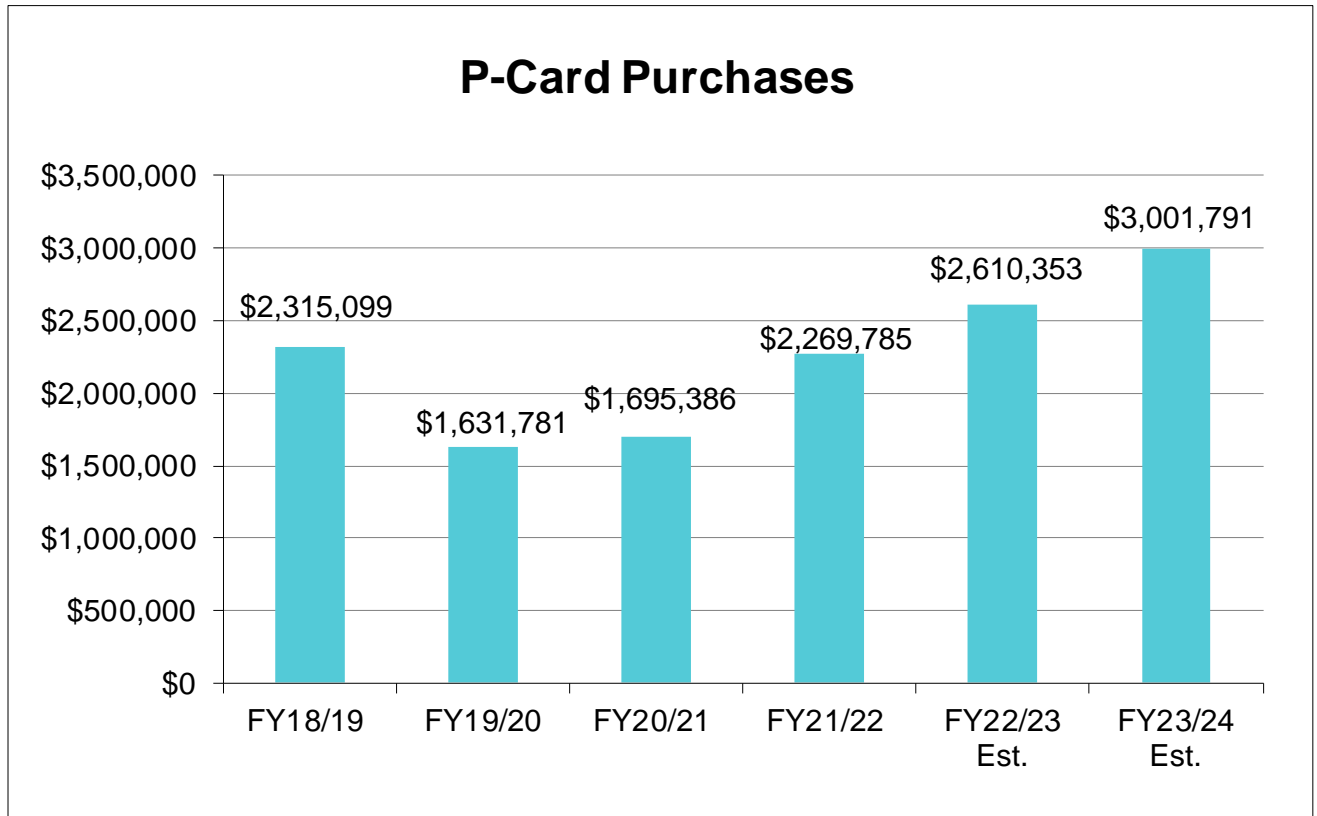 P-Card Purchases
$3,500,000
$3,000,000
$2,500,000
$2,000,000
$1,500,000
$1,000,000
$500,000
$0
$2,315,099
$1,631,781
$1,695,386
$2,269,785
$2,610,353
$3,001,791
FY18/19
FY19/20
FY20/21
FY21/22
FY22/23
Est.
FY23/24
Est.